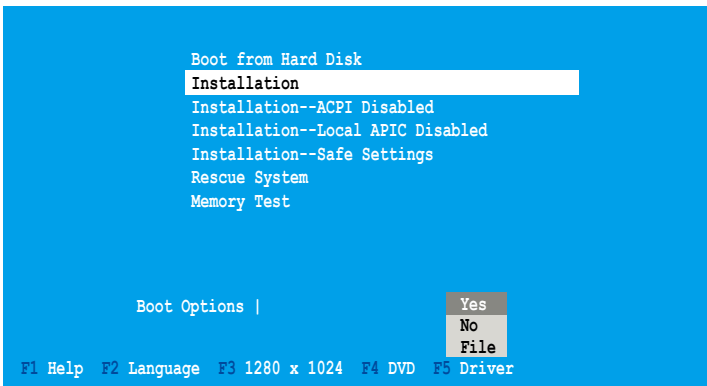 Boot from Hard Disk
Installation
Installation--ACPI Disabled
Installation--Local APIC Disabled
Installation--Safe Settings
Rescue System
Memory Test
Boot Options |
Yes
No
File
F1 Help F2 Language F3 1280 x 1024 F4 DVD F5 Driver